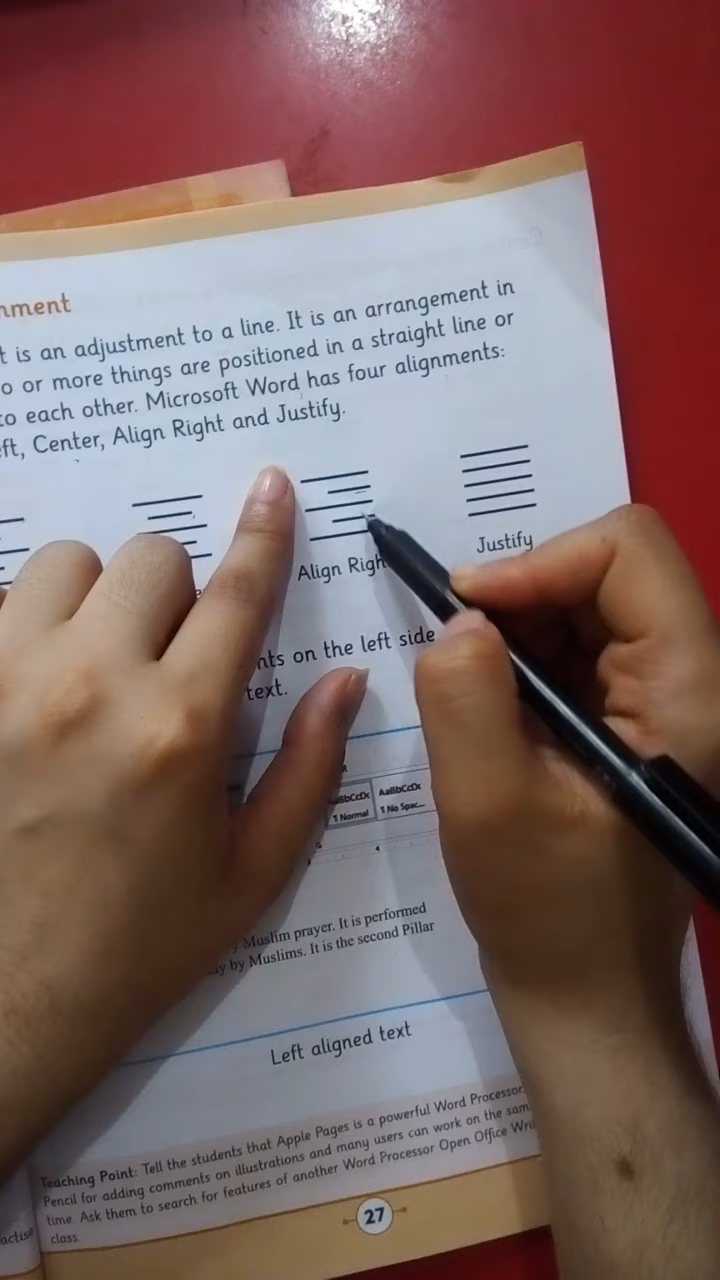 nment
t is an adjustment to a line. It is an arrangement in
o or more things are positioned in a straight line or
to each other. Microsoft Word has four alignments:
ft, Center, Align Right and Justify.
Align Righ
Justify
nts on the left side
text.
AaBbCcDc
¶ Normal
¶ No Spac...
Muslim prayer. It is performed
ay by Muslims. It is the second Pillar
Left aligned text
Teaching Point: Tell the students that Apple Pages is a powerful Word Processor.
Pencil for adding comments on illustrations and many users can work on the sam
time. Ask them to search for features of another Word Processor Open Office Wri
class
27